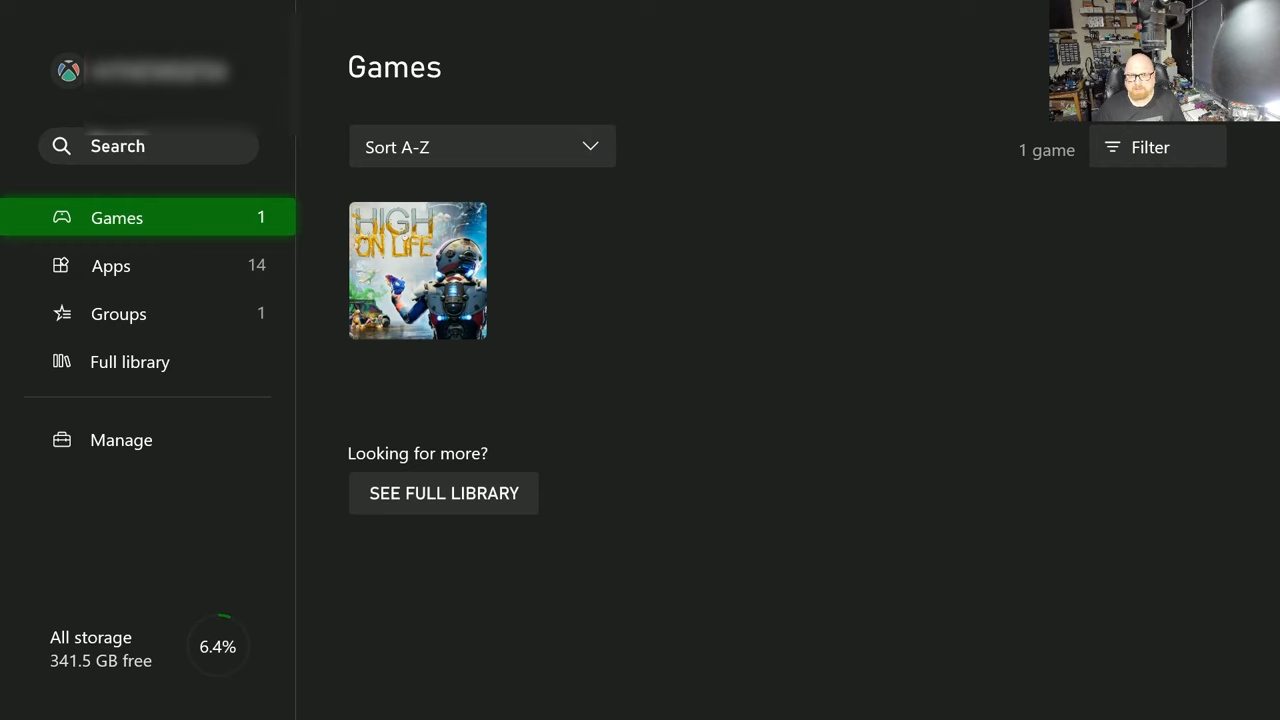 Games
Search
Sort A-Z
1 game
Filter
Games 1
Apps 14
Groups 1
Full library
Manage
HIGH
ON LIFE
Looking for more?
SEE FULL LIBRARY
All storage
341.5 GB free
6.4%